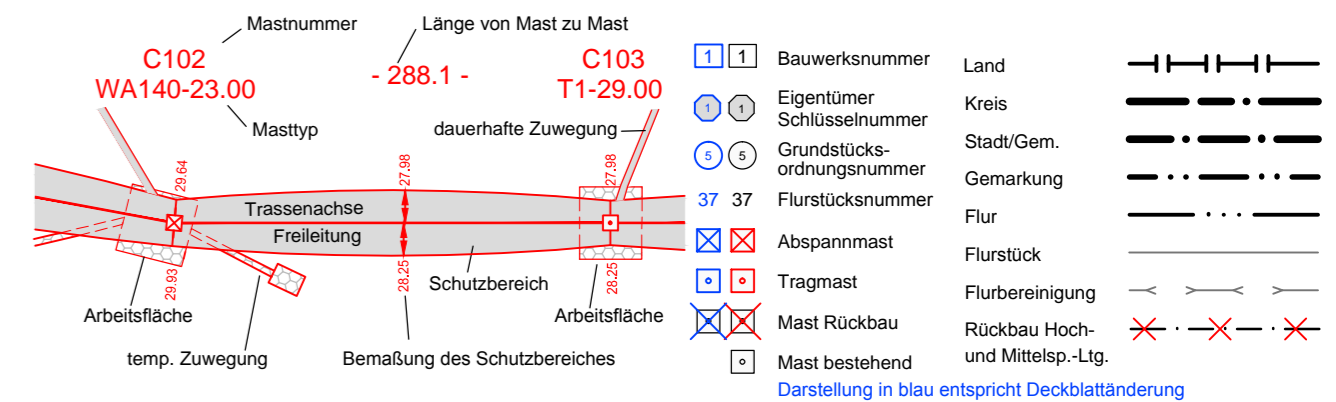 Mastnummer
Länge von Mast zu Mast
C102
WA140-23.00
- 288.1 -
C103
T1-29.00
Masttyp
dauerhafte Zuwegung
29.64
27.98
27.98
Trassenachse
Freileitung
29.93
28.25
28.25
Schutzbereich
Arbeitsfläche
Arbeitsfläche
temp. Zuwegung
Bemaßung des Schutzbereiches
1 1 Bauwerksnummer
1 1 Eigentümer
Schlüsselnummer
5 5 Grundstücks-
ordnungsnummer
37 37 Flurstücksnummer
Abspannmast
Tragmast
Mast Rückbau
Mast bestehend
Darstellung in blau entspricht Deckblattänderung
Land
Kreis
Stadt/Gem.
Gemarkung
Flur
Flurstück
Flurbereinigung
Rückbau Hoch-
und Mittelsp.-Ltg.